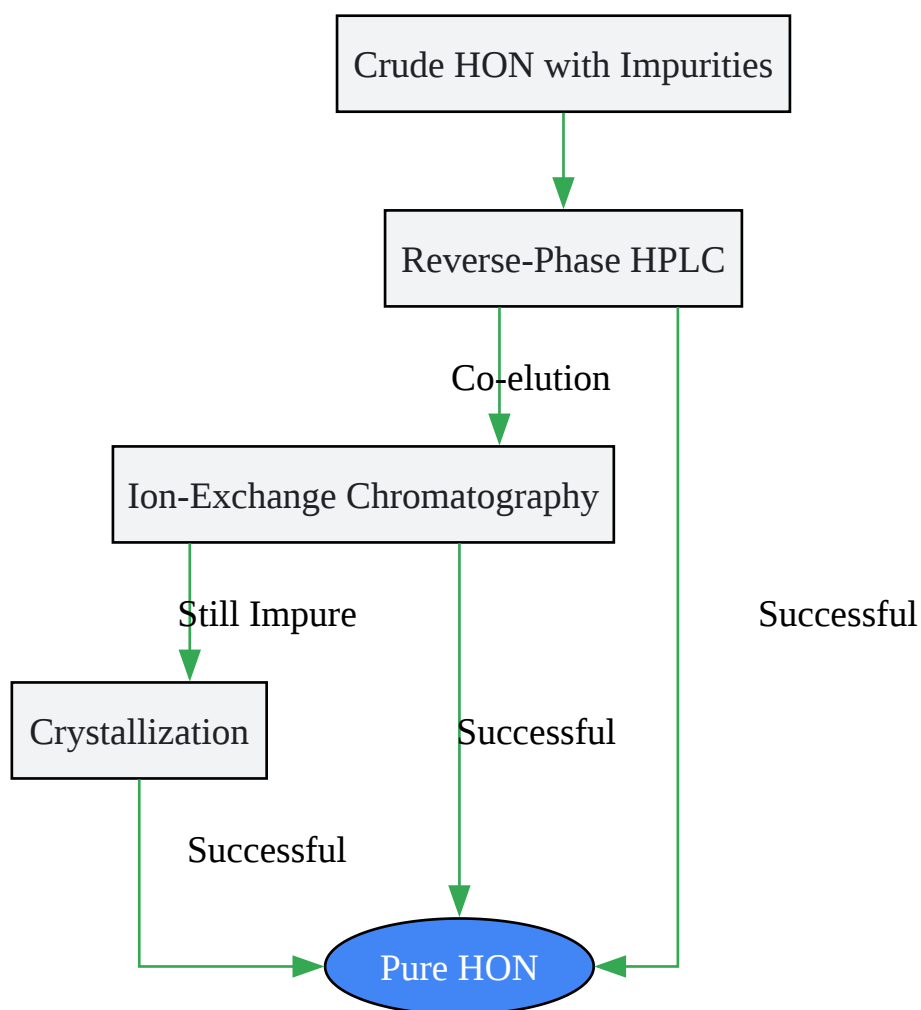 Crude HON with Impurities
Reverse-Phase HPLC
Co-elution
Ion-Exchange Chromatography
Still Impure
Successful
Crystallization
Successful
Successful
Pure HON